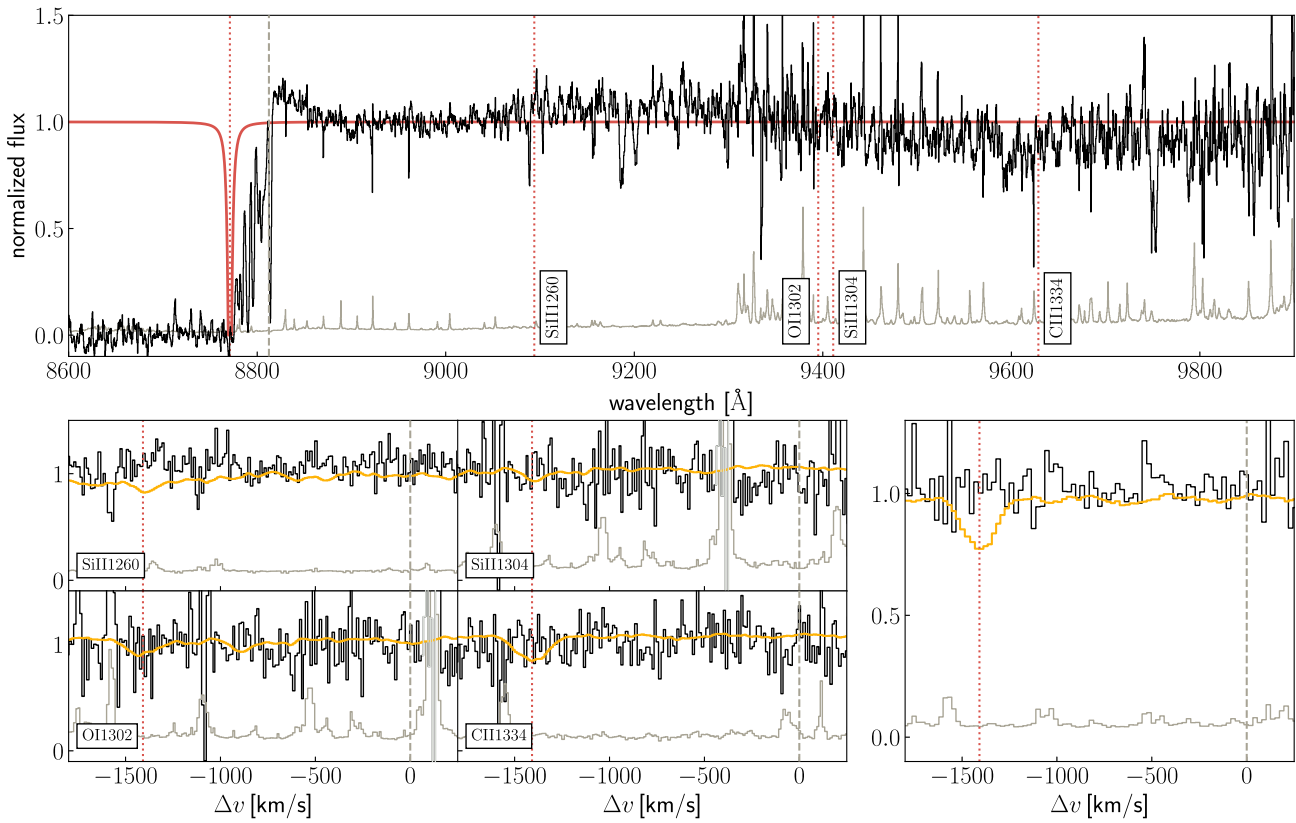 1.5
1.0
0.5
0.0
normalized flux
SiII1260
OI1302
SiII1304
CII1334
8600 8800 9000 9200 9400 9600 9800
wavelength [Å]
1
0
SiII1260
SiII1304
1
0
OI1302
CII1334
−1500 −1000 −500 0
−1500 −1000 −500 0
Δv [km/s]
Δv [km/s]
1.0
0.5
0.0
−1500 −1000 −500 0
Δv [km/s]